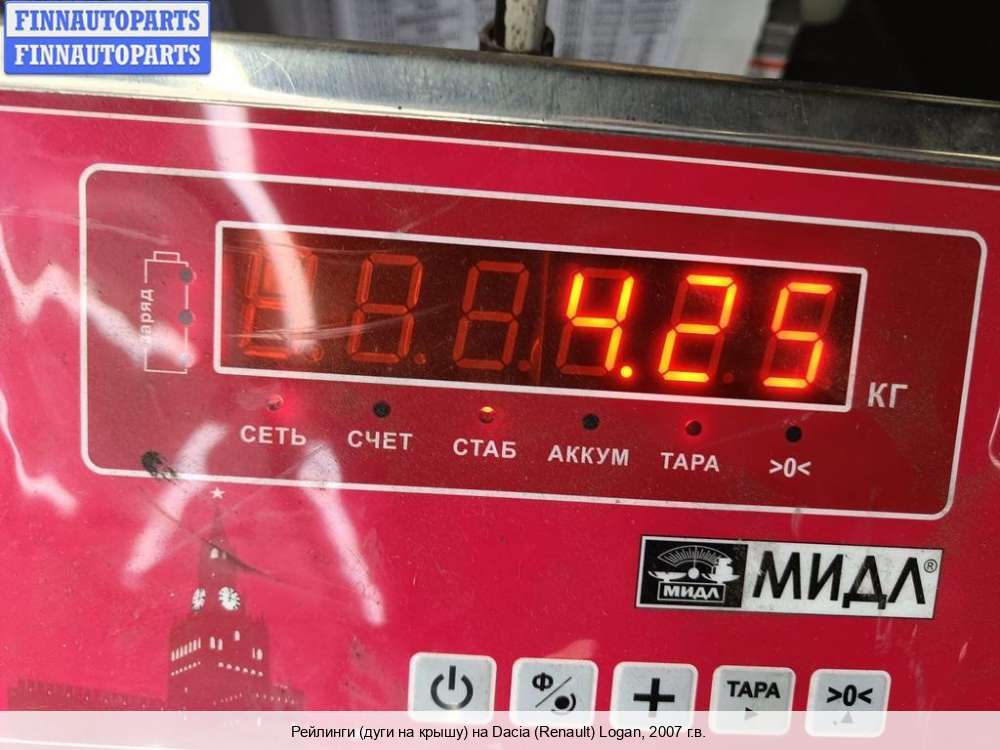 FINNAUTOPARTS
FINNAUTOPARTS
4.25
КГ
СЕТЬ
СЧЕТ
СТАБ
АККУМ
ТАРА
>0<
МИДЛ
МИДЛ®
Ф
ТАРА
>0<
Рейлинги (дуги на крышу) на Dacia (Renault) Logan, 2007 г.в.